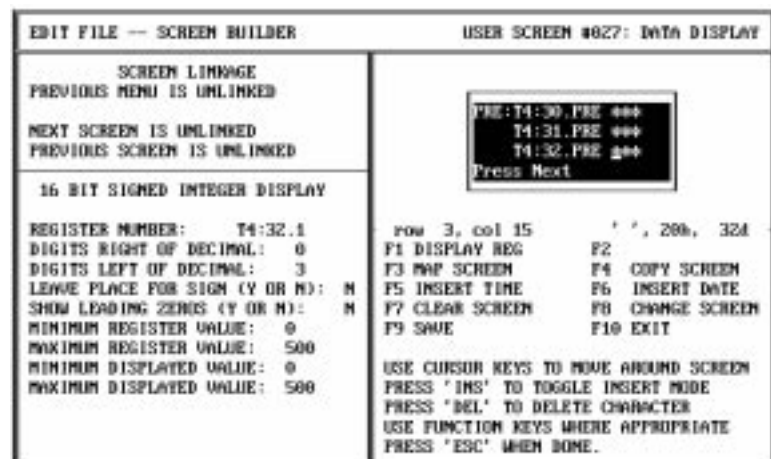 EDIT FILE -- SCREEN BUILDER
USER SCREEN #027: DATA DISPLAY
SCREEN LINKAGE
PREVIOUS MENU IS UNLINKED
NEXT SCREEN IS UNLINKED
PREVIOUS SCREEN IS UNLINKED
16 BIT SIGNED INTEGER DISPLAY
REGISTER NUMBER: T4:32.1
DIGITS RIGHT OF DECIMAL: 0
DIGITS LEFT OF DECIMAL: 3
LEAVE PLACE FOR SIGN (Y OR N): N
SHOW LEADING ZEROS (Y OR N): N
MINIMUM REGISTER VALUE: 0
MAXIMUM REGISTER VALUE: 500
MINIMUM DISPLAYED VALUE: 0
MAXIMUM DISPLAYED VALUE: 500
PRE:T4:30.PRE ***
T4:31.PRE ***
T4:32.PRE ***
Press Next
row 3, col 15 ' ', 20h, 32d
F1 DISPLAY REG F2
F3 MAP SCREEN F4 COPY SCREEN
F5 INSERT TIME F6 INSERT DATE
F7 CLEAR SCREEN F8 CHANGE SCREEN
F9 SAVE F10 EXIT
USE CURSOR KEYS TO MOVE AROUND SCREEN
PRESS 'INS' TO TOGGLE INSERT MODE
PRESS 'DEL' TO DELETE CHARACTER
USE FUNCTION KEYS WHERE APPROPRIATE
PRESS 'ESC' WHEN DONE.